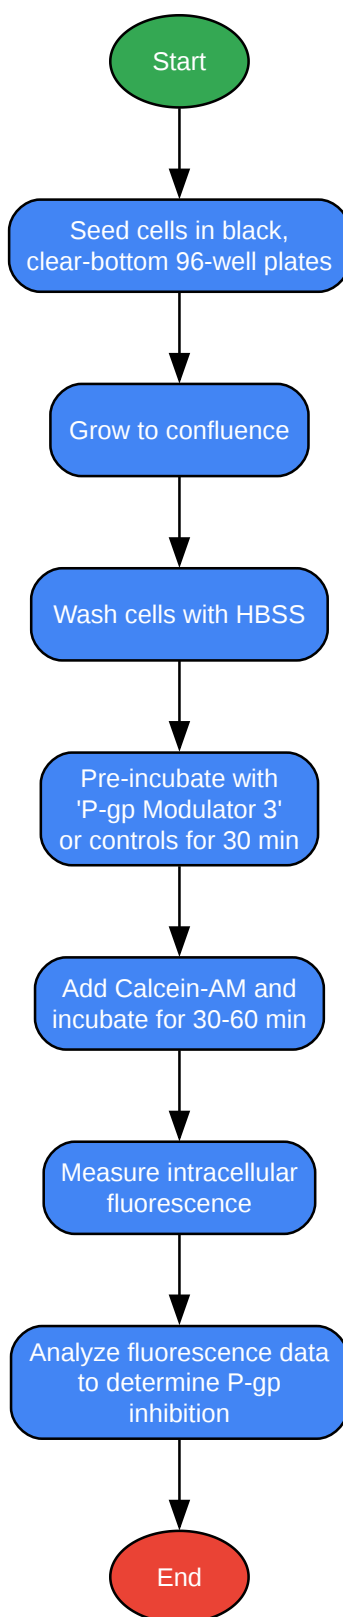 Start
Seed cells in black,
clear-bottom 96-well plates
Grow to confluence
Wash cells with HBSS
Pre-incubate with
'P-gp Modulator 3'
or controls for 30 min
Add Calcein-AM and
incubate for 30-60 min
Measure intracellular
fluorescence
Analyze fluorescence data
to determine P-gp
inhibition
End